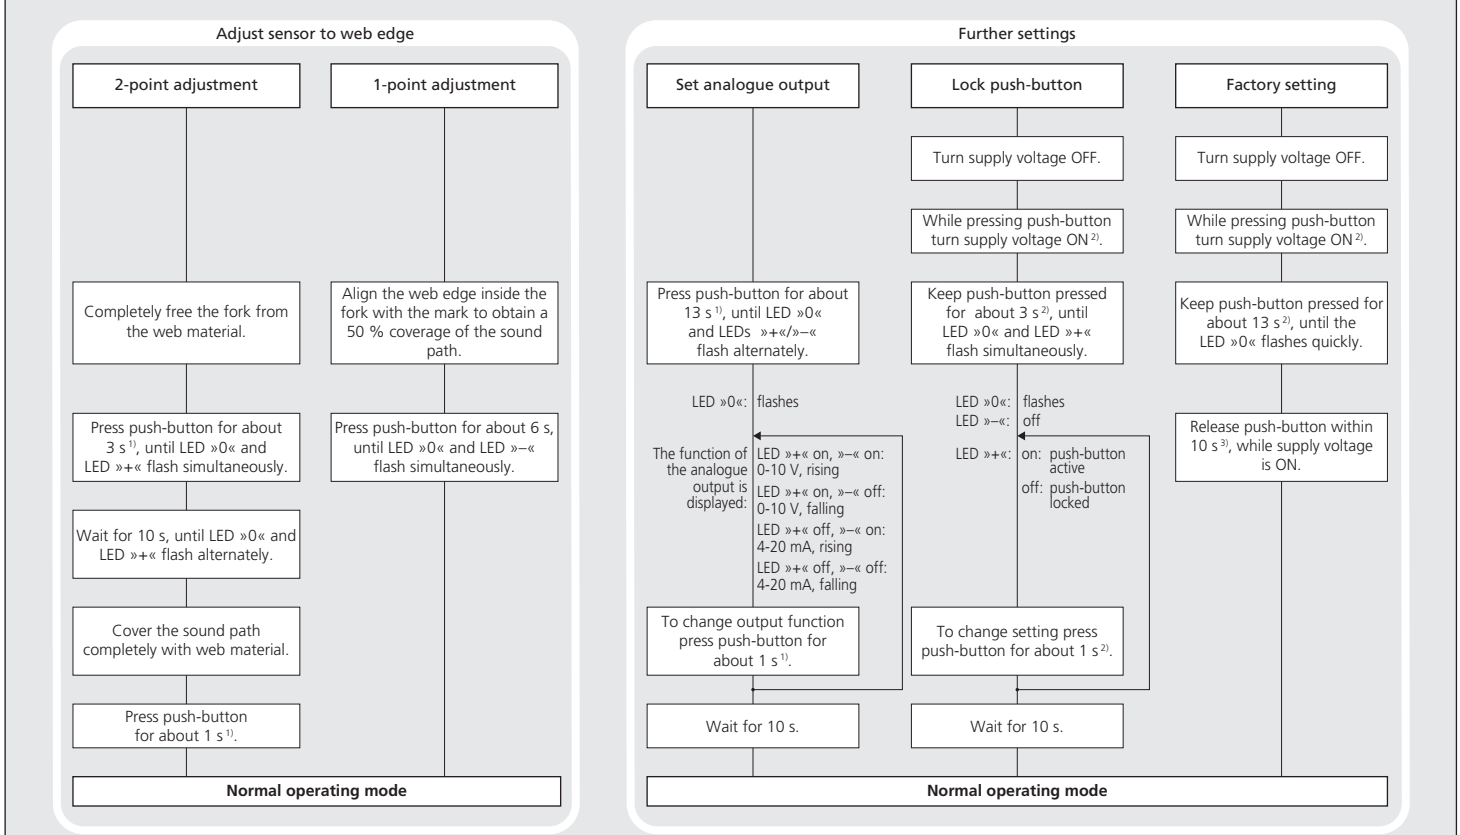 Adjust sensor to web edge
2-point adjustment
Completely free the fork from
the web material.
Press push-button for about
3 s 1), until LED »0« and
LED »+« flash simultaneously.
Wait for 10 s, until LED »0« and
LED »+« flash alternately.
Cover the sound path
completely with web material.
Press push-button
for about 1 s 1).
1-point adjustment
Align the web edge inside the
fork with the mark to obtain a
50 % coverage of the sound
path.
Press push-button for about 6 s,
until LED »0« and LED »–«
flash simultaneously.
Normal operating mode
Further settings
Set analogue output
Press push-button for about
13 s 1), until LED »0«
and LEDs »+«/»–«
flash alternately.
LED »0«: flashes
The function of
the analogue
output is
displayed:
LED »+« on, »–« on:
0-10 V, rising
LED »+« on, »–« off:
0-10 V, falling
LED »+« off, »–« on:
4-20 mA, rising
LED »+« off, »–« off:
4-20 mA, falling
To change output function
press push-button for
about 1 s 1).
Wait for 10 s.
Lock push-button
Turn supply voltage OFF.
While pressing push-button
turn supply voltage ON 2).
Keep push-button pressed
for about 3 s 2), until
LED »0« and LED »+«
flash simultaneously.
LED »0«: flashes
LED »–«: off
LED »+«: on: push-button
active
off: push-button
locked
To change setting press
push-button for about 1 s 2).
Wait for 10 s.
Factory setting
Turn supply voltage OFF.
While pressing push-button
turn supply voltage ON 2).
Keep push-button pressed for
about 13 s 2), until the
LED »0« flashes quickly.
Release push-button within
10 s 3), while supply voltage
is ON.
Normal operating mode